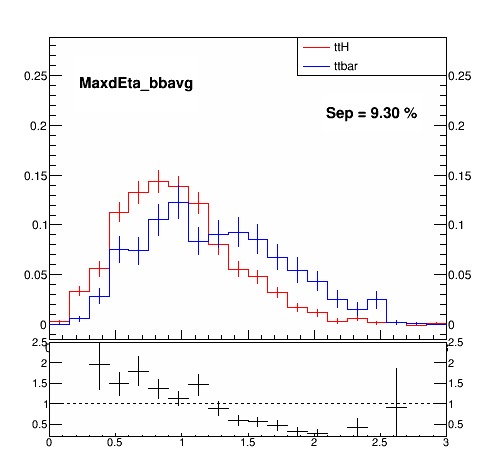 ttH
ttbar
MaxdEta_bbavg
Sep = 9.30 %
0.25 0.25
0.2 0.2
0.15 0.15
0.1 0.1
0.05 0.05
0 0
2.5 2.5
2 2
1.5 1.5
1 1
0.5 0.5
0 0.5 1 1.5 2 2.5 3